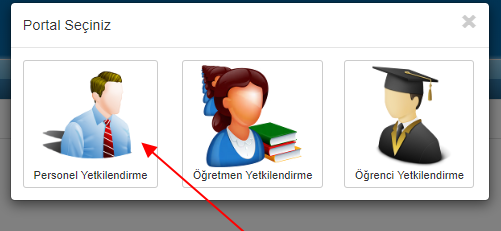 Portal Seçiniz
Personel Yetkilendirme
Öğretmen Yetkilendirme
Öğrenci Yetkilendirme